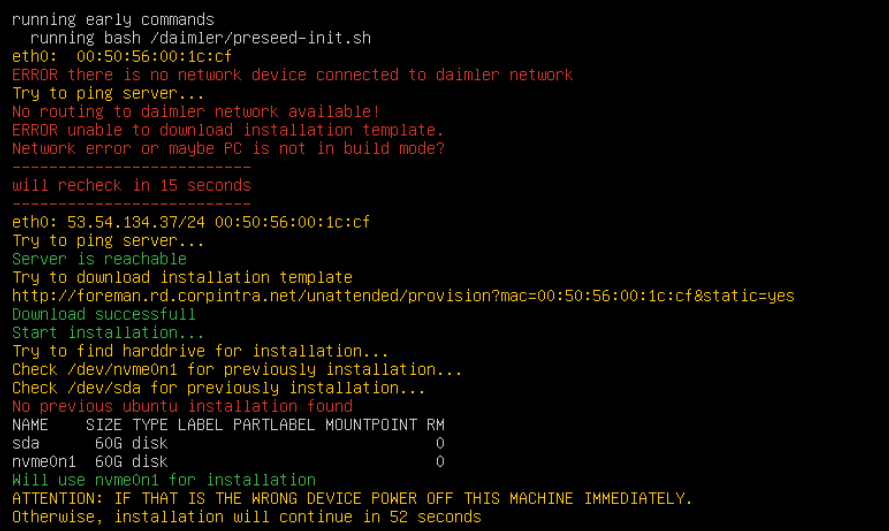 running early commands
  running bash /daimler/preseed-init.sh
eth0:  00:50:56:00:1c:cf
ERROR there is no network device connected to daimler network
Try to ping server...
No routing to daimler network available!
ERROR unable to download installation template.
Network error or maybe PC is not in build mode?
--------------------------
will recheck in 15 seconds
--------------------------
eth0: 53.54.134.37/24 00:50:56:00:1c:cf
Try to ping server...
Server is reachable
Try to download installation template
http://foreman.rd.corpintra.net/unattended/provision?mac=00:50:56:00:1c:cf&static=yes
Download successfull
Start installation...
Try to find harddrive for installation...
Check /dev/nvme0n1 for previously installation...
Check /dev/sda for previously installation...
No previous ubuntu installation found
NAME    SIZE TYPE LABEL PARTLABEL MOUNTPOINT RM
sda      60G disk                             0
nvme0n1  60G disk                             0
Will use nvme0n1 for installation
ATTENTION: IF THAT IS THE WRONG DEVICE POWER OFF THIS MACHINE IMMEDIATELY.
Otherwise, installation will continue in 52 seconds